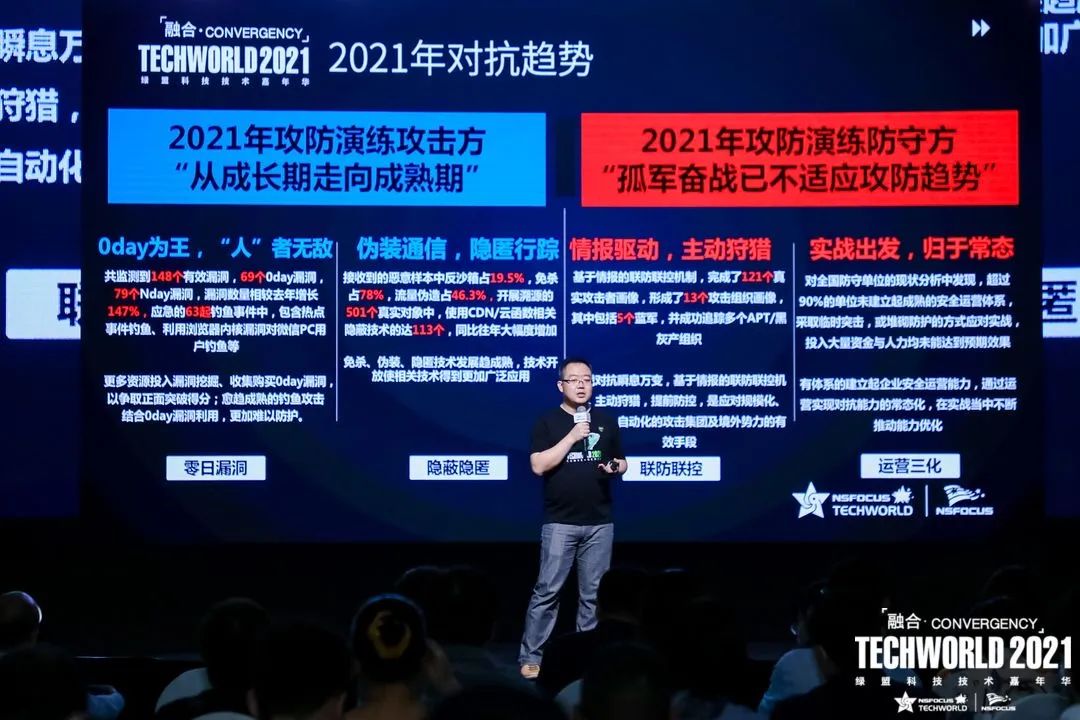 「融合·CONVERGENCY」
TECHWORLD 2021
绿盟科技技术嘉年华
2021年对抗趋势
瞬息万
狩猎，
自动化
2021年攻防演练攻击方
“从成长期走向成熟期”
2021年攻防演练防守方
“孤军奋战已不适应攻防趋势”
0day为王，“人”者无敌
共监测到148个有效漏洞，69个0day漏洞，
79个Nday漏洞，漏洞数量相较去年增长
147%，应急的63起钓鱼事件中，包含热点
事件钓鱼、利用浏览器内核漏洞对微信PC用
户钓鱼等
更多资源投入漏洞挖掘、收集购买0day漏洞，
以争取正面突破得分；愈趋成熟的钓鱼攻击
结合0day漏洞利用，更加难以防护。
零日漏洞
伪装通信，隐匿行踪
接收到的恶意样本中反沙箱占19.5%，免杀
占78%，流量伪造占46.3%，开展溯源的
501个真实对象中，使用CDN/云函数相关
隐蔽技术的达113个，同比往年大幅度增加
免杀、伪装、隐匿技术发展趋成熟，技术开
放使相关技术得到更加广泛应用
隐蔽隐匿
情报驱动，主动狩猎
基于情报的联防联控机制，完成了121个真
实攻击者画像，形成了13个攻击组织画像，
其中包括5个蓝军，并成功追踪多个APT/黑
灰产组织
对抗瞬息万变，基于情报的联防联控机
主动狩猎，提前防控，是应对规模化、
自动化的攻击集团及境外势力的有
效手段
联防联控
实战出发，归于常态
对全国防守单位的现状分析中发现，超过
90%的单位未建立起成熟的安全运营体系，
采取临时突击，或堆砌防护的方式应对实战，
投入大量资金与人力均未能达到预期效果
有体系的建立起企业安全运营能力，通过运
营实现对抗能力的常态化，在实战当中不断
推动能力优化
运营三化
NSFOCUS
TECHWORLD
NSFOCUS
加广
匿
TECHWORLD 2021
「融合·CONVERGENCY」
TECHWORLD 2021
绿盟科技技术嘉年华
NSFOCUS
TECHWORLD
NSFOCUS